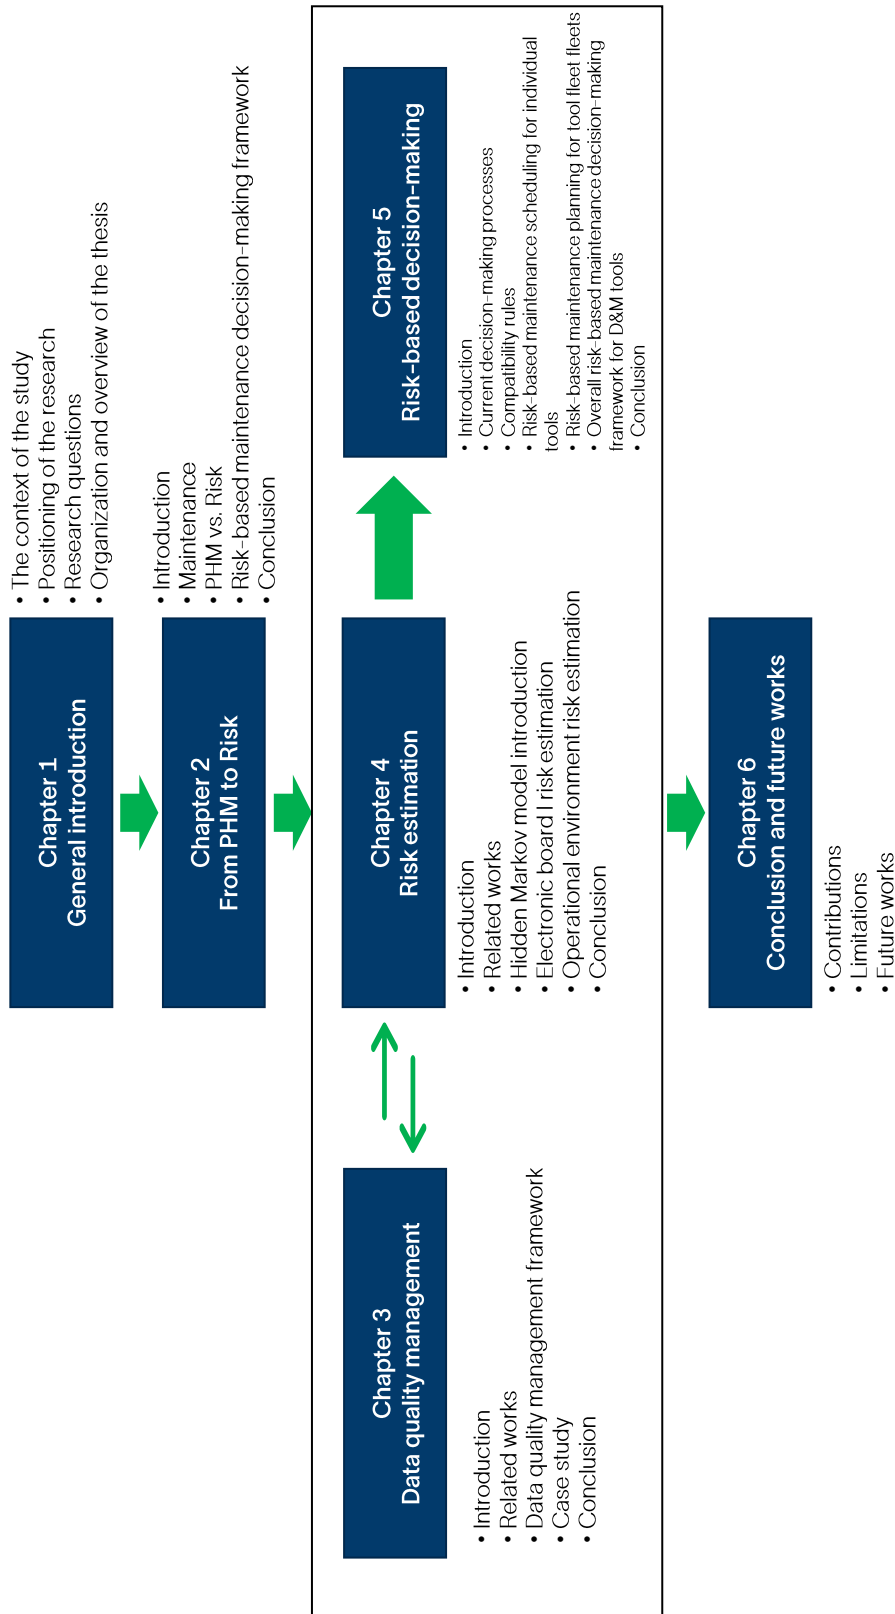 Chapter 1
General introduction
• The context of the study
• Positioning of the research
• Research questions
• Organization and overview of the thesis
Chapter 2
From PHM to Risk
• Introduction
• Maintenance
• PHM vs. Risk
• Risk-based maintenance decision-making framework
• Conclusion
Chapter 3
Data quality management
• Introduction
• Related works
• Data quality management framework
• Case study
• Conclusion
Chapter 4
Risk estimation
• Introduction
• Related works
• Hidden Markov model introduction
• Electronic board I risk estimation
• Operational environment risk estimation
• Conclusion
Chapter 5
Risk-based decision-making
• Introduction
• Current decision-making processes
• Compatibility rules
• Risk-based maintenance scheduling for individual
tools
• Risk-based maintenance planning for tool fleet fleets
• Overall risk-based maintenance decision-making
framework for D&M tools
• Conclusion
Chapter 6
Conclusion and future works
• Contributions
• Limitations
• Future works